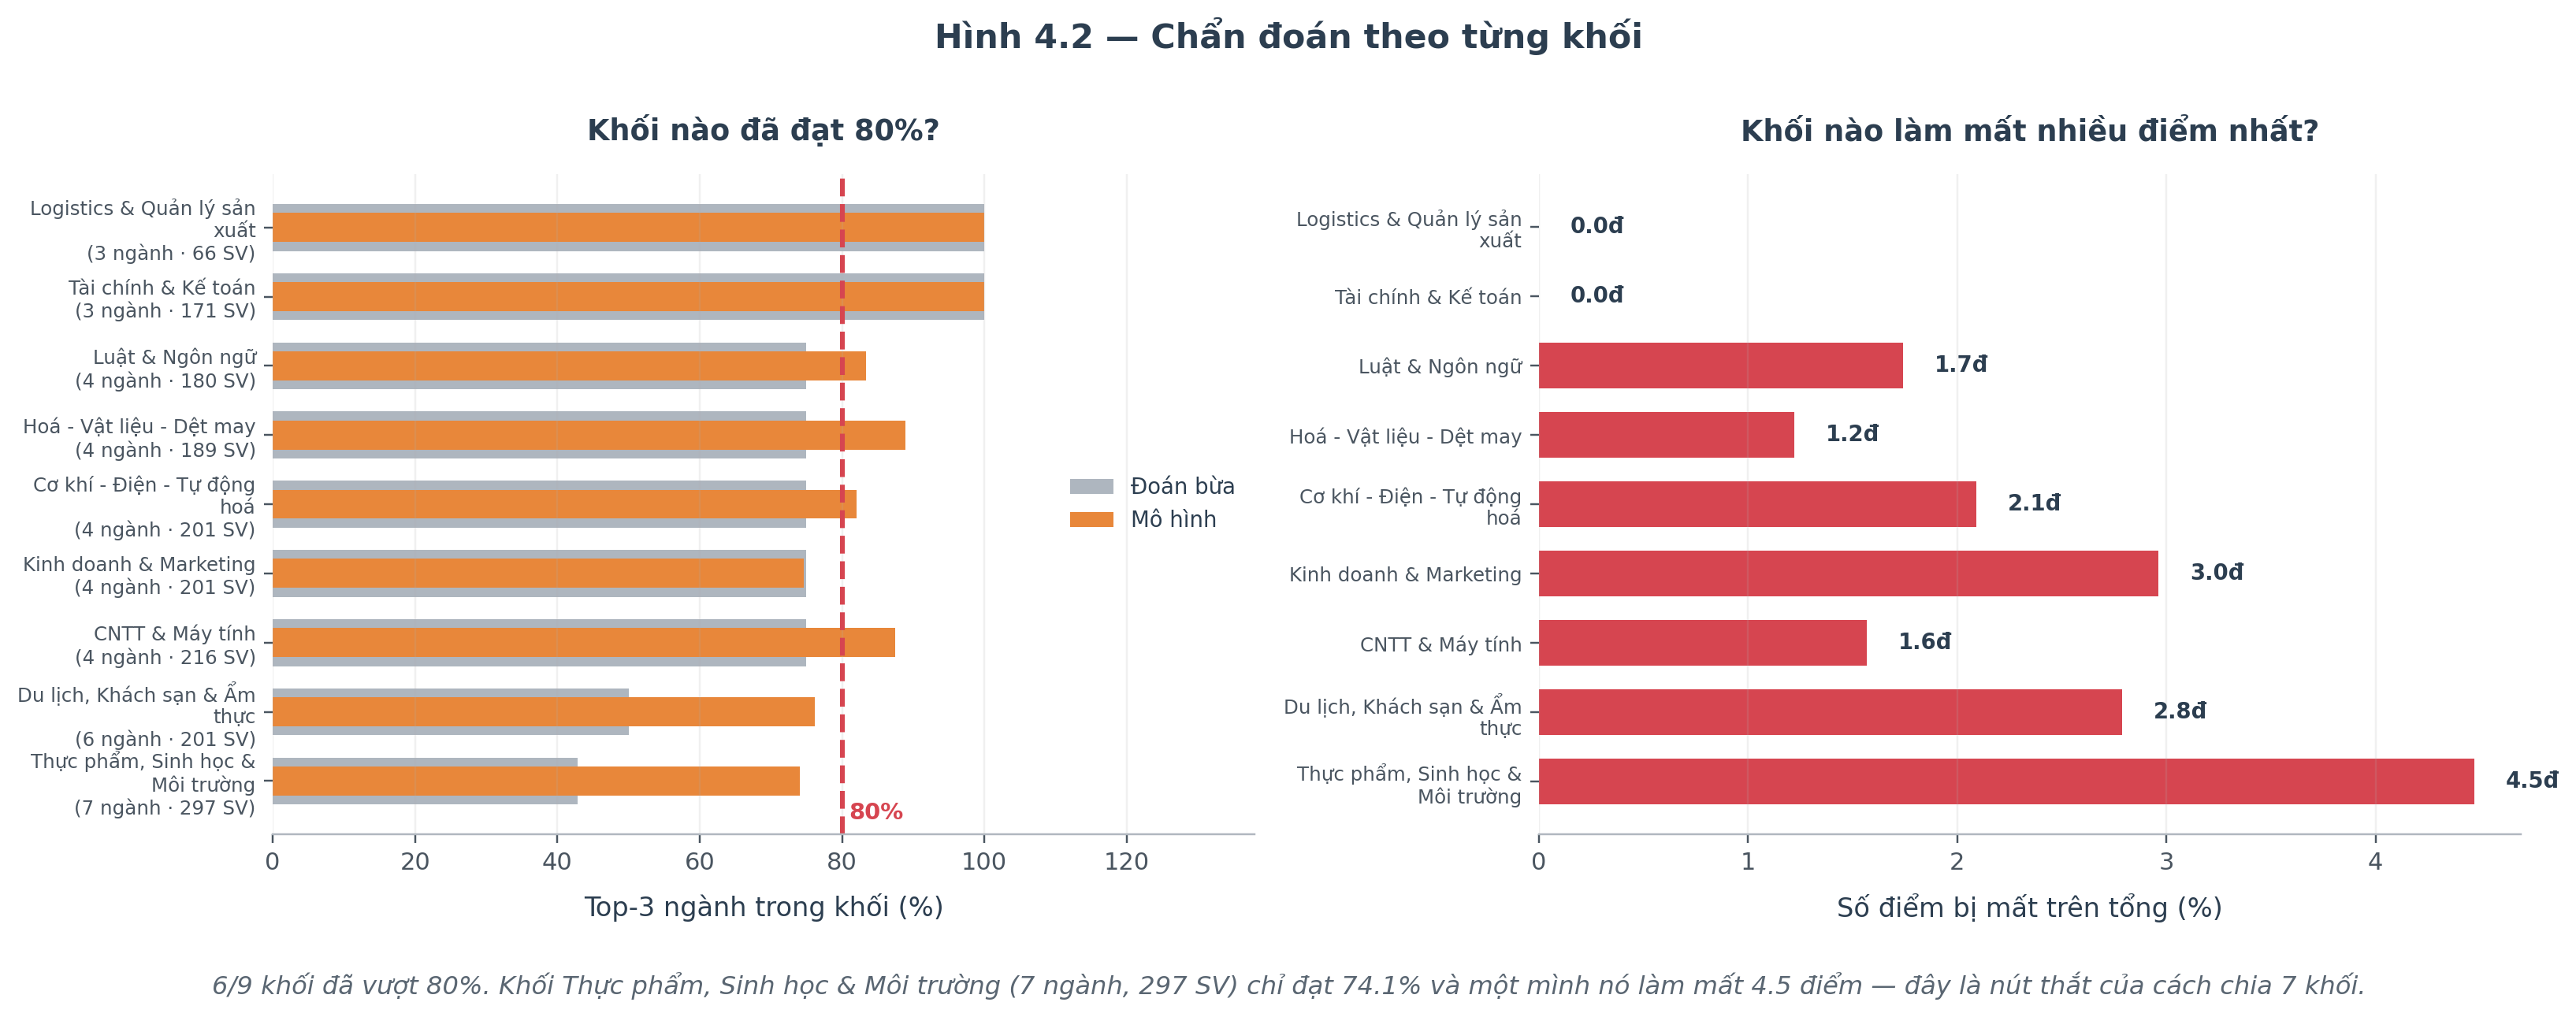 Hình 4.2 — Chẩn đoán theo từng khối
Khối nào đã đạt 80%?
Logistics & Quản lý sản
xuất
(3 ngành · 66 SV)
Tài chính & Kế toán
(3 ngành · 171 SV)
Luật & Ngôn ngữ
(4 ngành · 180 SV)
Hoá - Vật liệu - Dệt may
(4 ngành · 189 SV)
Cơ khí - Điện - Tự động
hoá
(4 ngành · 201 SV)
Kinh doanh & Marketing
(4 ngành · 201 SV)
CNTT & Máy tính
(4 ngành · 216 SV)
Du lịch, Khách sạn & Ẩm
thực
(6 ngành · 201 SV)
Thực phẩm, Sinh học &
Môi trường
(7 ngành · 297 SV)
80%
Đoán bừa
Mô hình
0 20 40 60 80 100 120
Top-3 ngành trong khối (%)
Khối nào làm mất nhiều điểm nhất?
Logistics & Quản lý sản
xuất
0.0đ
Tài chính & Kế toán
0.0đ
Luật & Ngôn ngữ
1.7đ
Hoá - Vật liệu - Dệt may
1.2đ
Cơ khí - Điện - Tự động
hoá
2.1đ
Kinh doanh & Marketing
3.0đ
CNTT & Máy tính
1.6đ
Du lịch, Khách sạn & Ẩm
thực
2.8đ
Thực phẩm, Sinh học &
Môi trường
4.5đ
0 1 2 3 4
Số điểm bị mất trên tổng (%)
6/9 khối đã vượt 80%. Khối Thực phẩm, Sinh học & Môi trường (7 ngành, 297 SV) chỉ đạt 74.1% và một mình nó làm mất 4.5 điểm — đây là nút thắt của cách chia 7 khối.